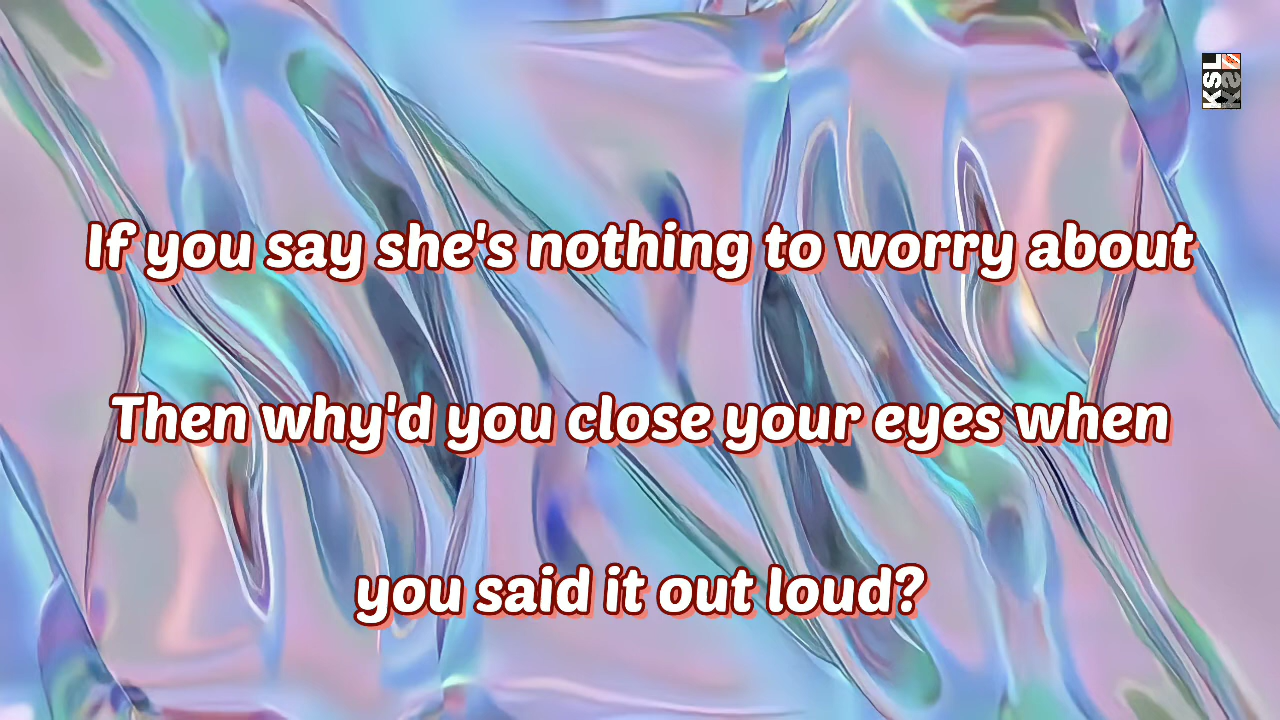 KSL
If you say she's nothing to worry about
Then why'd you close your eyes when
you said it out loud?